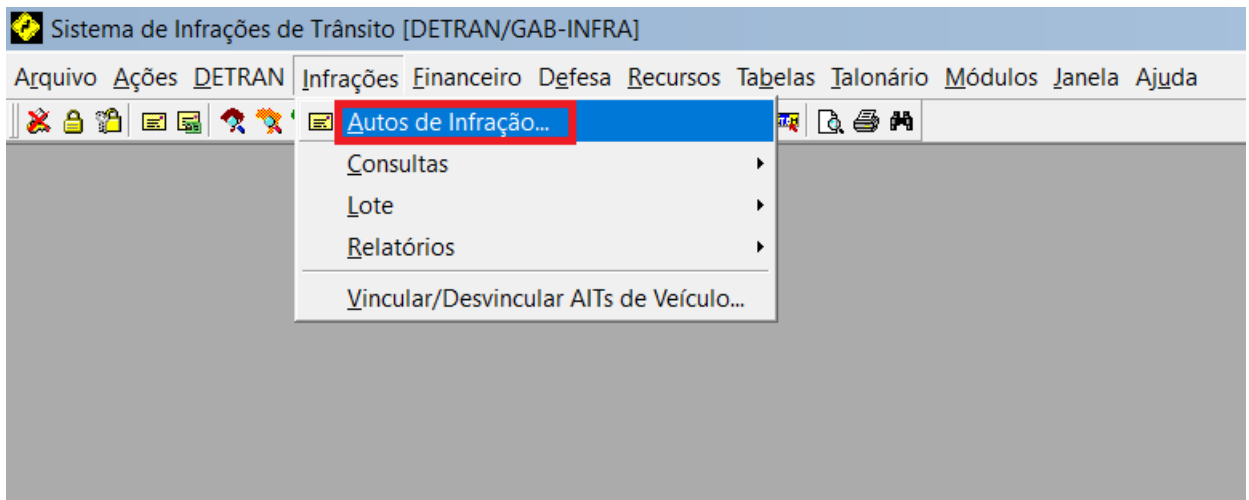 Sistema de Infrações de Trânsito [DETRAN/GAB-INFRA]
Arquivo Ações DETRAN Infrações Financeiro Defesa Recursos Tabelas Talonário Módulos Janela Ajuda
Autos de Infração...
Consultas
Lote
Relatórios
Vincular/Desvincular AITs de Veículo...